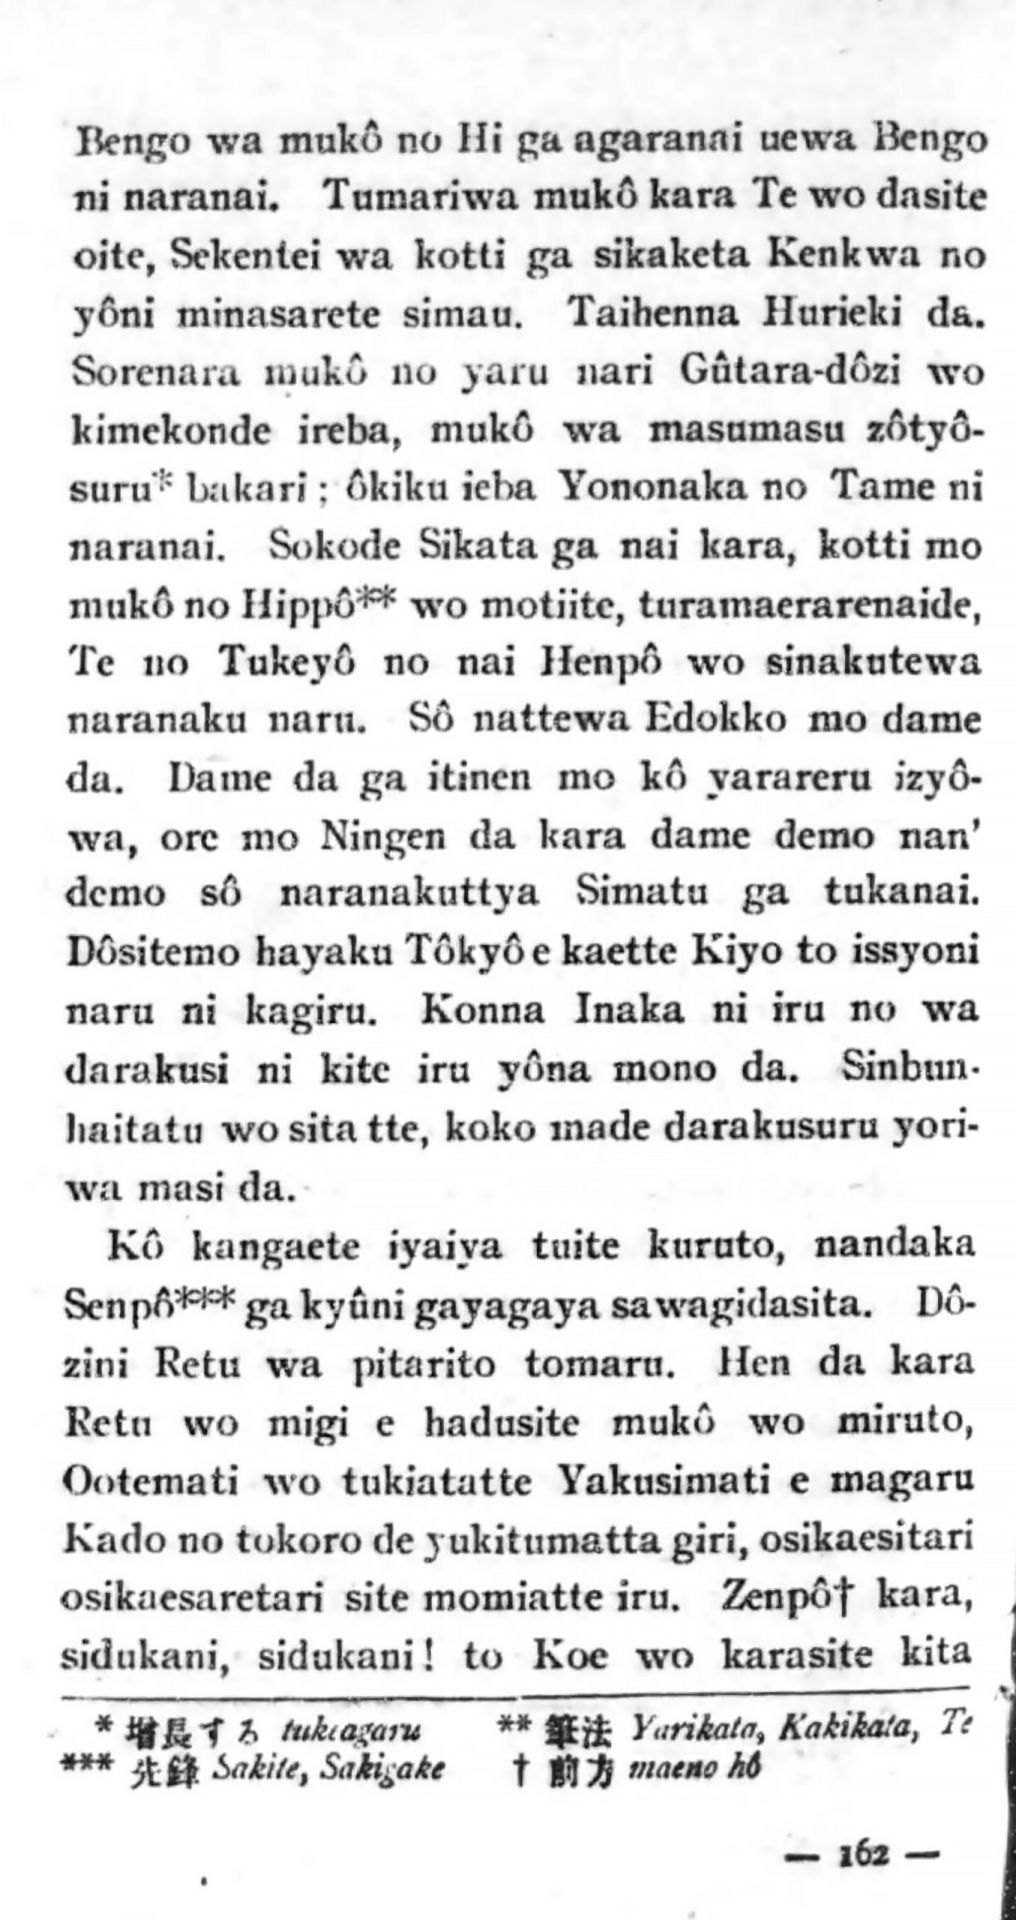 Bengo wa mukô no Hi ga agaranai uewa Bengo
ni naranai. Tumariwa mukô kara Te wo dasite
oite, Sekentei wa kotti ga sikaketa Kenkwa no
yôni minasarete simau. Taihenna Hurieki da.
Sorenara mukô no yaru nari Gûtara-dôzi wo
kimekonde ireba, mukô wa masumasu zôtyô-
suru* bakari; ôkiku ieba Yononaka no Tame ni
naranai. Sokode Sikata ga nai kara, kotti mo
mukô no Hippô** wo motiite, turamaerarenaide,
Te no Tukeyô no nai Henpô wo sinakutewa
naranaku naru. Sô nattewa Edokko mo dame
da. Dame da ga itinen mo kô yarareru izyô-
wa, ore mo Ningen da kara dame demo nan'
demo sô naranakuttya Simatu ga tukanai.
Dôsitemo hayaku Tôkyô e kaette Kiyo to issyoni
naru ni kagiru. Konna Inaka ni iru no wa
darakusi ni kite iru yôna mono da. Sinbun-
haitatu wo sita tte, koko made darakusuru yori-
wa masi da.
Kô kangaete iyaiya tuite kuruto, nandaka
Senpô*** ga kyûni gayagaya sawagidasita. Dô-
zini Retu wa pitarito tomaru. Hen da kara
Retu wo migi e hadusite mukô wo miruto,
Ootemati wo tukiatatte Yakusimati e magaru
Kado no tokoro de yukitumatta giri, osikaesitari
osikaesaretari site momiatte iru. Zenpô† kara,
sidukani, sidukani! to Koe wo karasite kita
* 増長する tukeagaru ** 筆法 Yarikata, Kakikata, Te
*** 先鋒 Sakite, Sakigake † 前方 maeno hô
— 162 —